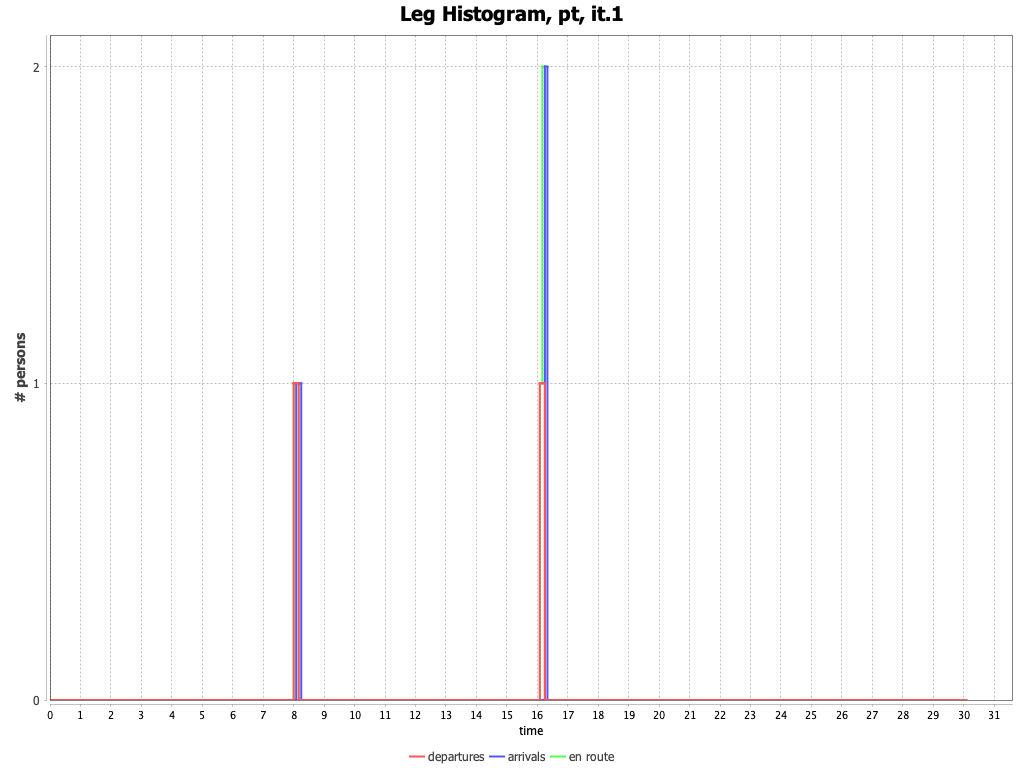 Leg Histogram, pt, it.1
# persons
2
1
0
0 1 2 3 4 5 6 7 8 9 10 11 12 13 14 15 16 17 18 19 20 21 22 23 24 25 26 27 28 29 30 31
time
departures arrivals en route